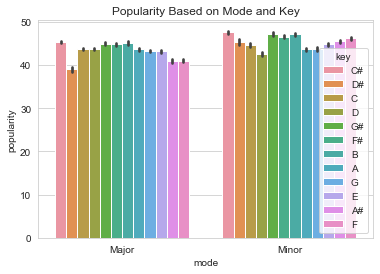 Popularity Based on Mode and Key
50
40
30
20
10
0
popularity
Major
Minor
mode
key
C#
D#
C
D
G#
F#
B
A
G
E
A#
F